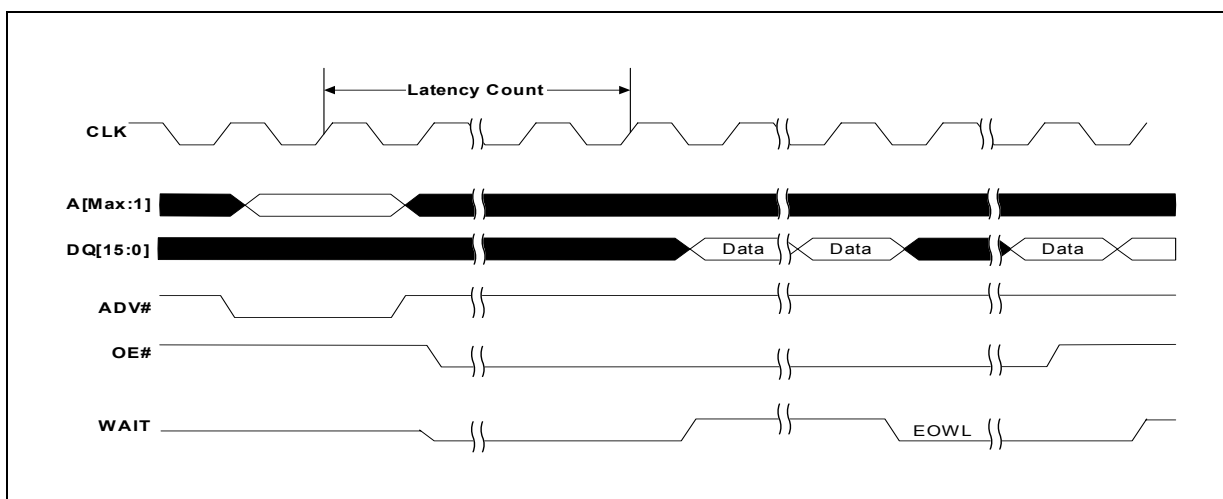 Latency Count
CLK
A[Max:1]
DQ[15:0] Data Data Data
ADV#
OE#
WAIT EOWL